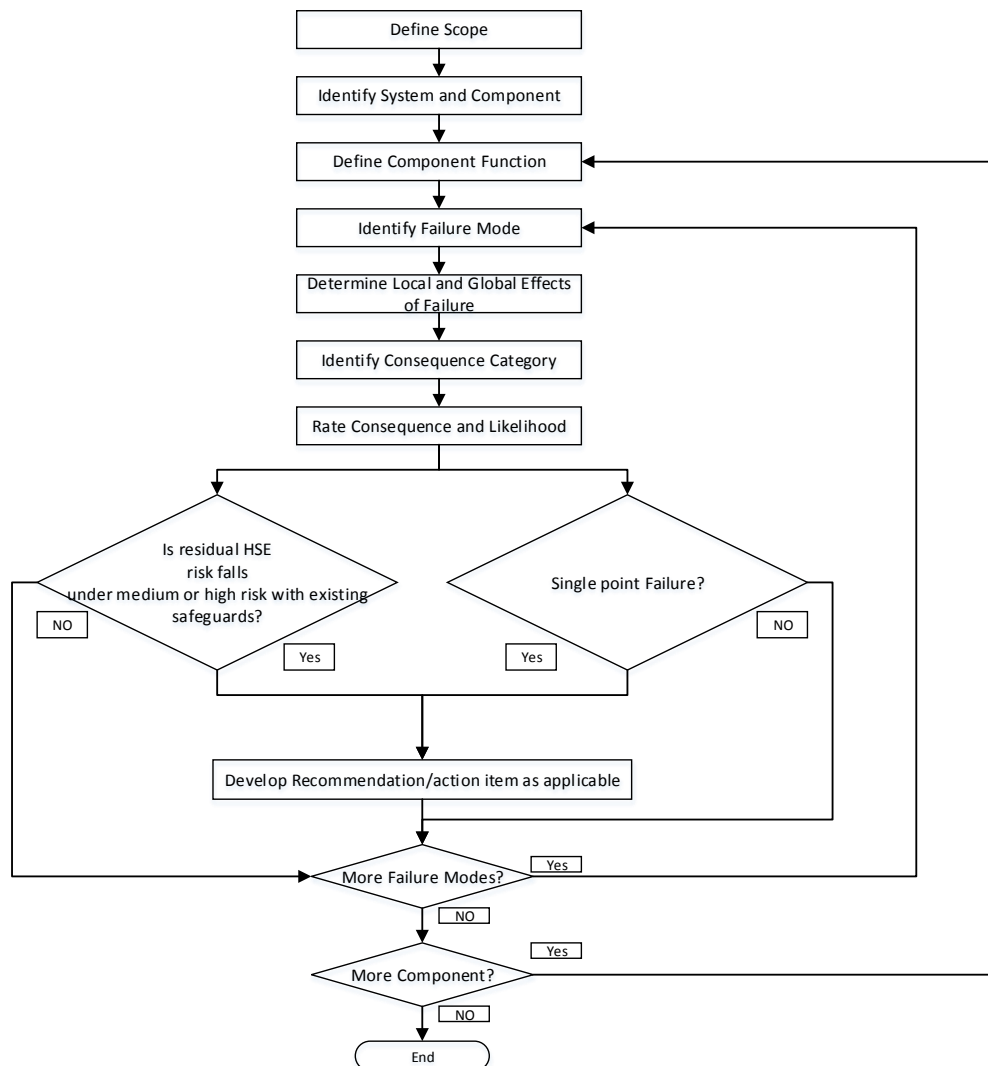 Define Scope
Identify System and Component
Define Component Function
Identify Failure Mode
Determine Local and Global Effects
of Failure
Identify Consequence Category
Rate Consequence and Likelihood
Is residual HSE
risk falls
under medium or high risk with existing
safeguards?
Single point Failure?
NO
Yes
Yes
NO
Develop Recommendation/action item as applicable
More Failure Modes?
Yes
NO
More Component?
Yes
NO
End